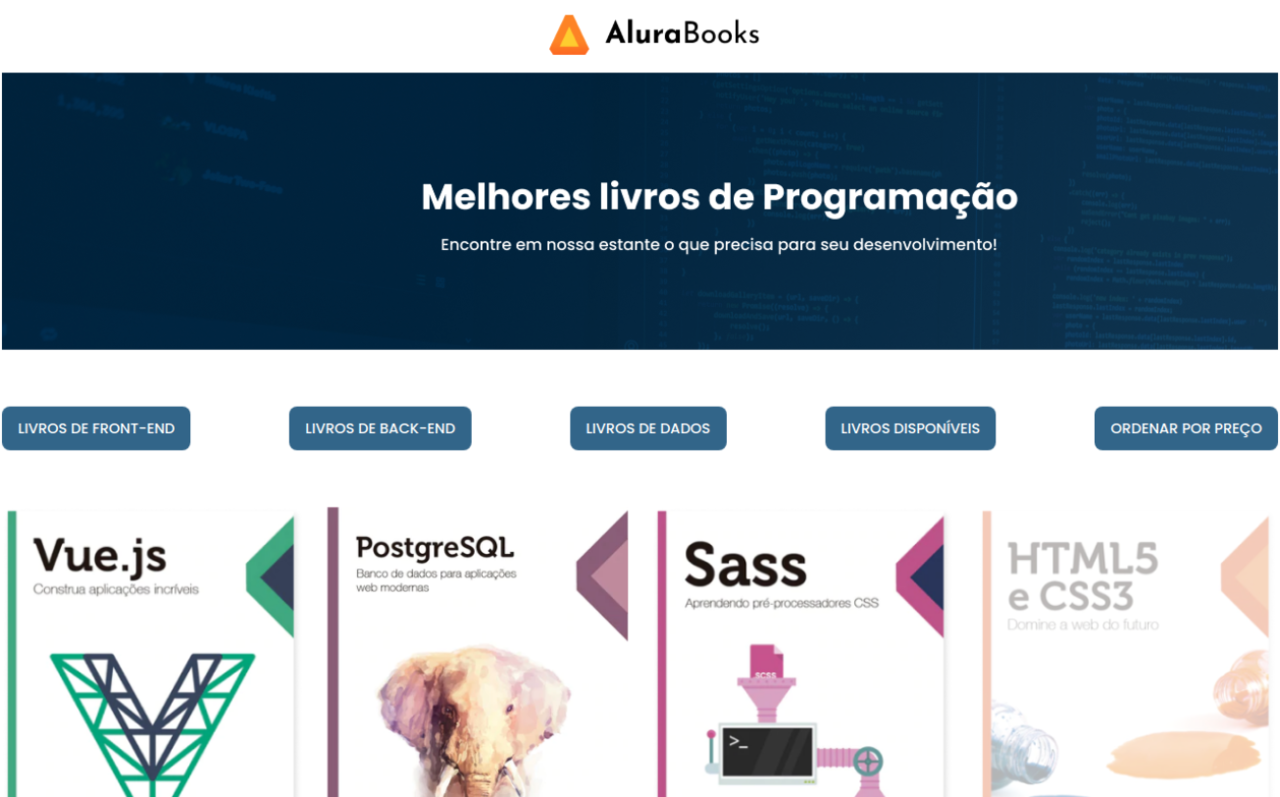 AluraBooks
Melhores livros de Programação
Encontre em nossa estante o que precisa para seu desenvolvimento!
LIVROS DE FRONT-END
LIVROS DE BACK-END
LIVROS DE DADOS
LIVROS DISPONÍVEIS
ORDENAR POR PREÇO
Vue.js
Construa aplicações incríveis
PostgreSQL
Banco de dados para aplicações
web modernas
Sass
Aprendendo pré-processadores CSS
SCSS
>_
HTML5
e CSS3
Domine a web do futuro